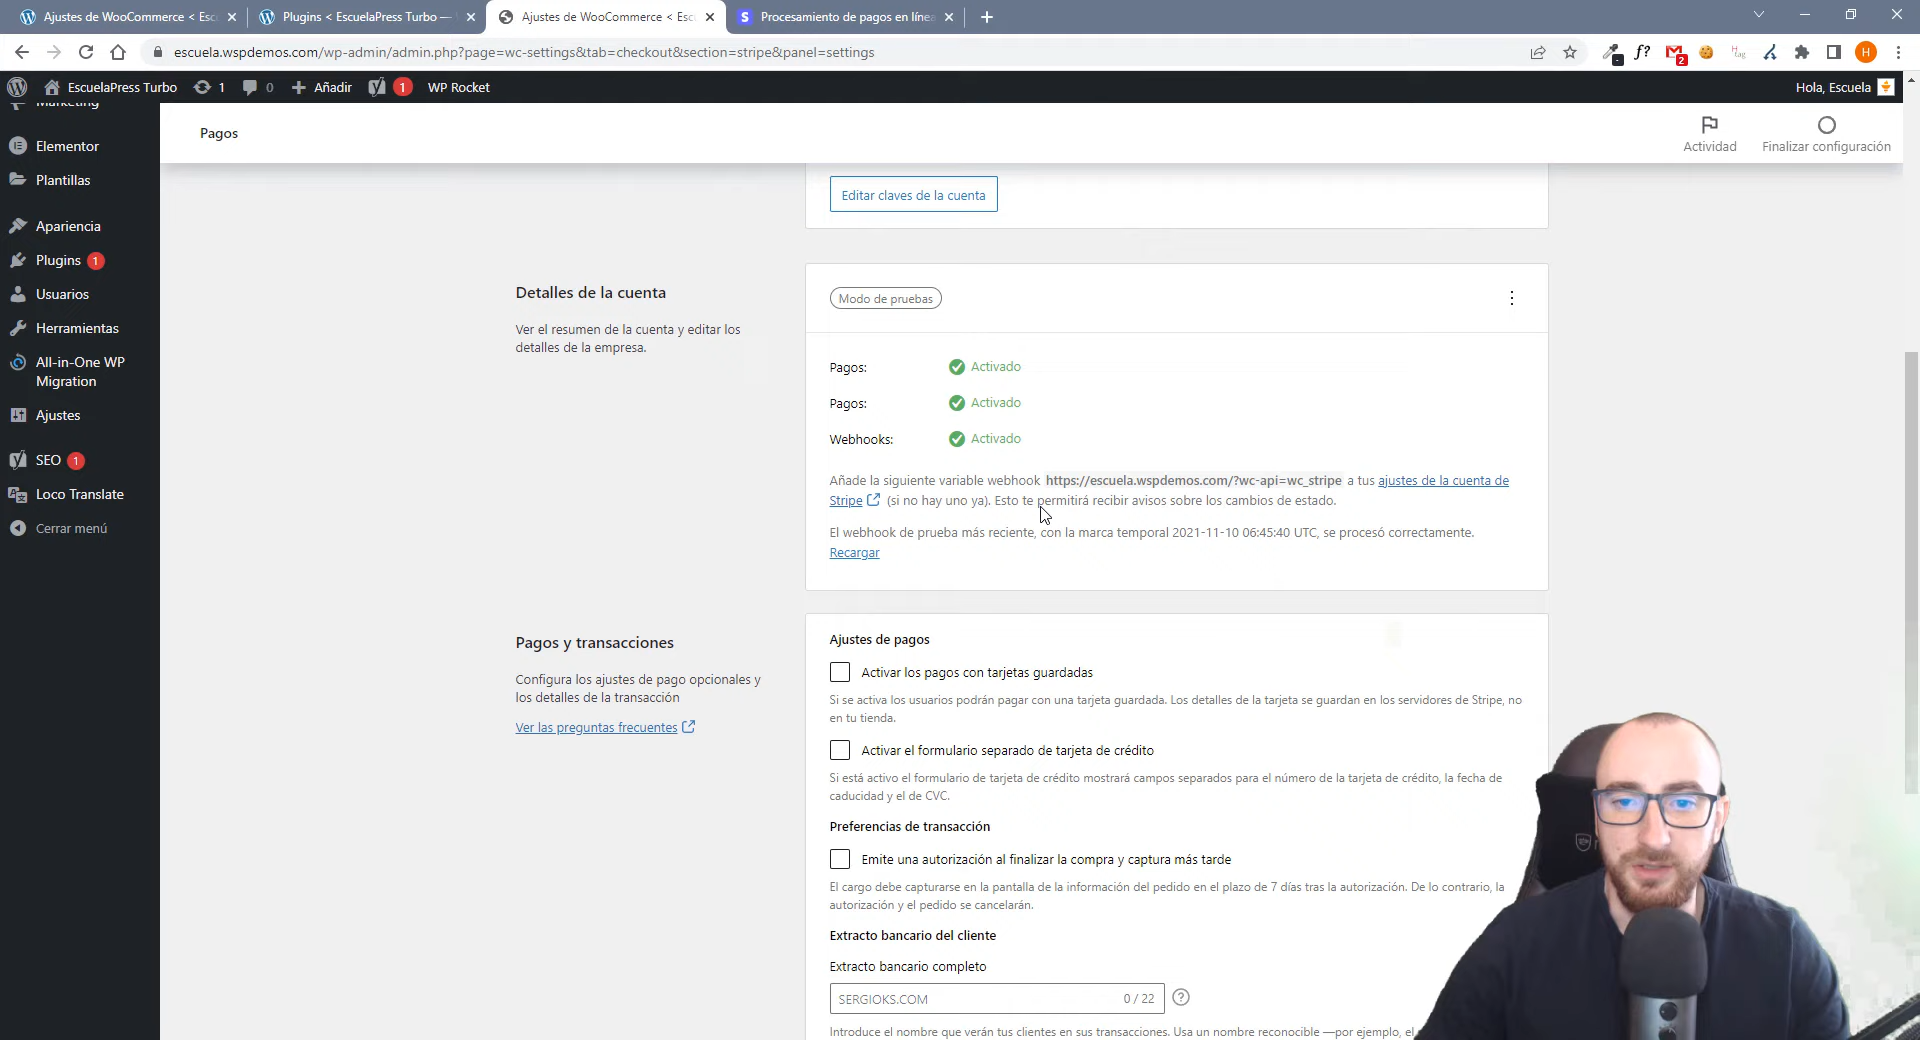 Ajustes de WooCommerce < Esc
Plugins < EscuelaPress Turbo —
Ajustes de WooCommerce < Esc
Procesamiento de pagos en línea
escuela.wspdemos.com/wp-admin/admin.php?page=wc-settings&tab=checkout&section=stripe&panel=settings
EscuelaPress Turbo
1
0
Añadir
1
WP Rocket
Hola, Escuela
Marketing
Elementor
Plantillas
Apariencia
Plugins 1
Usuarios
Herramientas
All-in-One WP
Migration
Ajustes
SEO 1
Loco Translate
Cerrar menú
Pagos
Actividad
Finalizar configuración
Editar claves de la cuenta
Detalles de la cuenta
Ver el resumen de la cuenta y editar los
detalles de la empresa.
Modo de pruebas
Pagos: Activado
Pagos: Activado
Webhooks: Activado
Añade la siguiente variable webhook https://escuela.wspdemos.com/?wc-api=wc_stripe a tus ajustes de la cuenta de
Stripe (si no hay uno ya). Esto te permitirá recibir avisos sobre los cambios de estado.
El webhook de prueba más reciente, con la marca temporal 2021-11-10 06:45:40 UTC, se procesó correctamente.
Recargar
Pagos y transacciones
Configura los ajustes de pago opcionales y
los detalles de la transacción
Ver las preguntas frecuentes
Ajustes de pagos
Activar los pagos con tarjetas guardadas
Si se activa los usuarios podrán pagar con una tarjeta guardada. Los detalles de la tarjeta se guardan en los servidores de Stripe, no
en tu tienda.
Activar el formulario separado de tarjeta de crédito
Si está activo el formulario de tarjeta de crédito mostrará campos separados para el número de la tarjeta de crédito, la fecha de
caducidad y el de CVC.
Preferencias de transacción
Emite una autorización al finalizar la compra y captura más tarde
El cargo debe capturarse en la pantalla de la información del pedido en el plazo de 7 días tras la autorización. De lo contrario, la
autorización y el pedido se cancelarán.
Extracto bancario del cliente
Extracto bancario completo
SERGIOKS.COM 0 / 22
Introduce el nombre que verán tus clientes en sus transacciones. Usa un nombre reconocible —por ejemplo, el